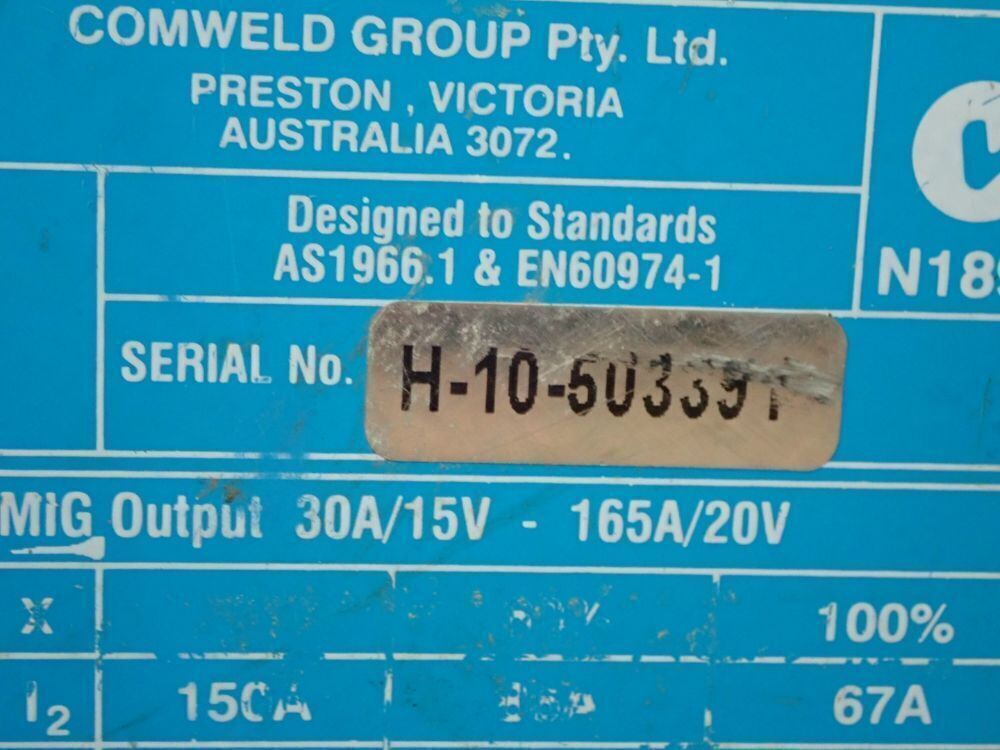 COMWELD GROUP Pty. Ltd.
PRESTON, VICTORIA
AUSTRALIA 3072.
Designed to Standards
AS1966.1 & EN60974-1
SERIAL No.
MIG Output 30A/15V - 165A/20V
X 100%
I2 150A 67A